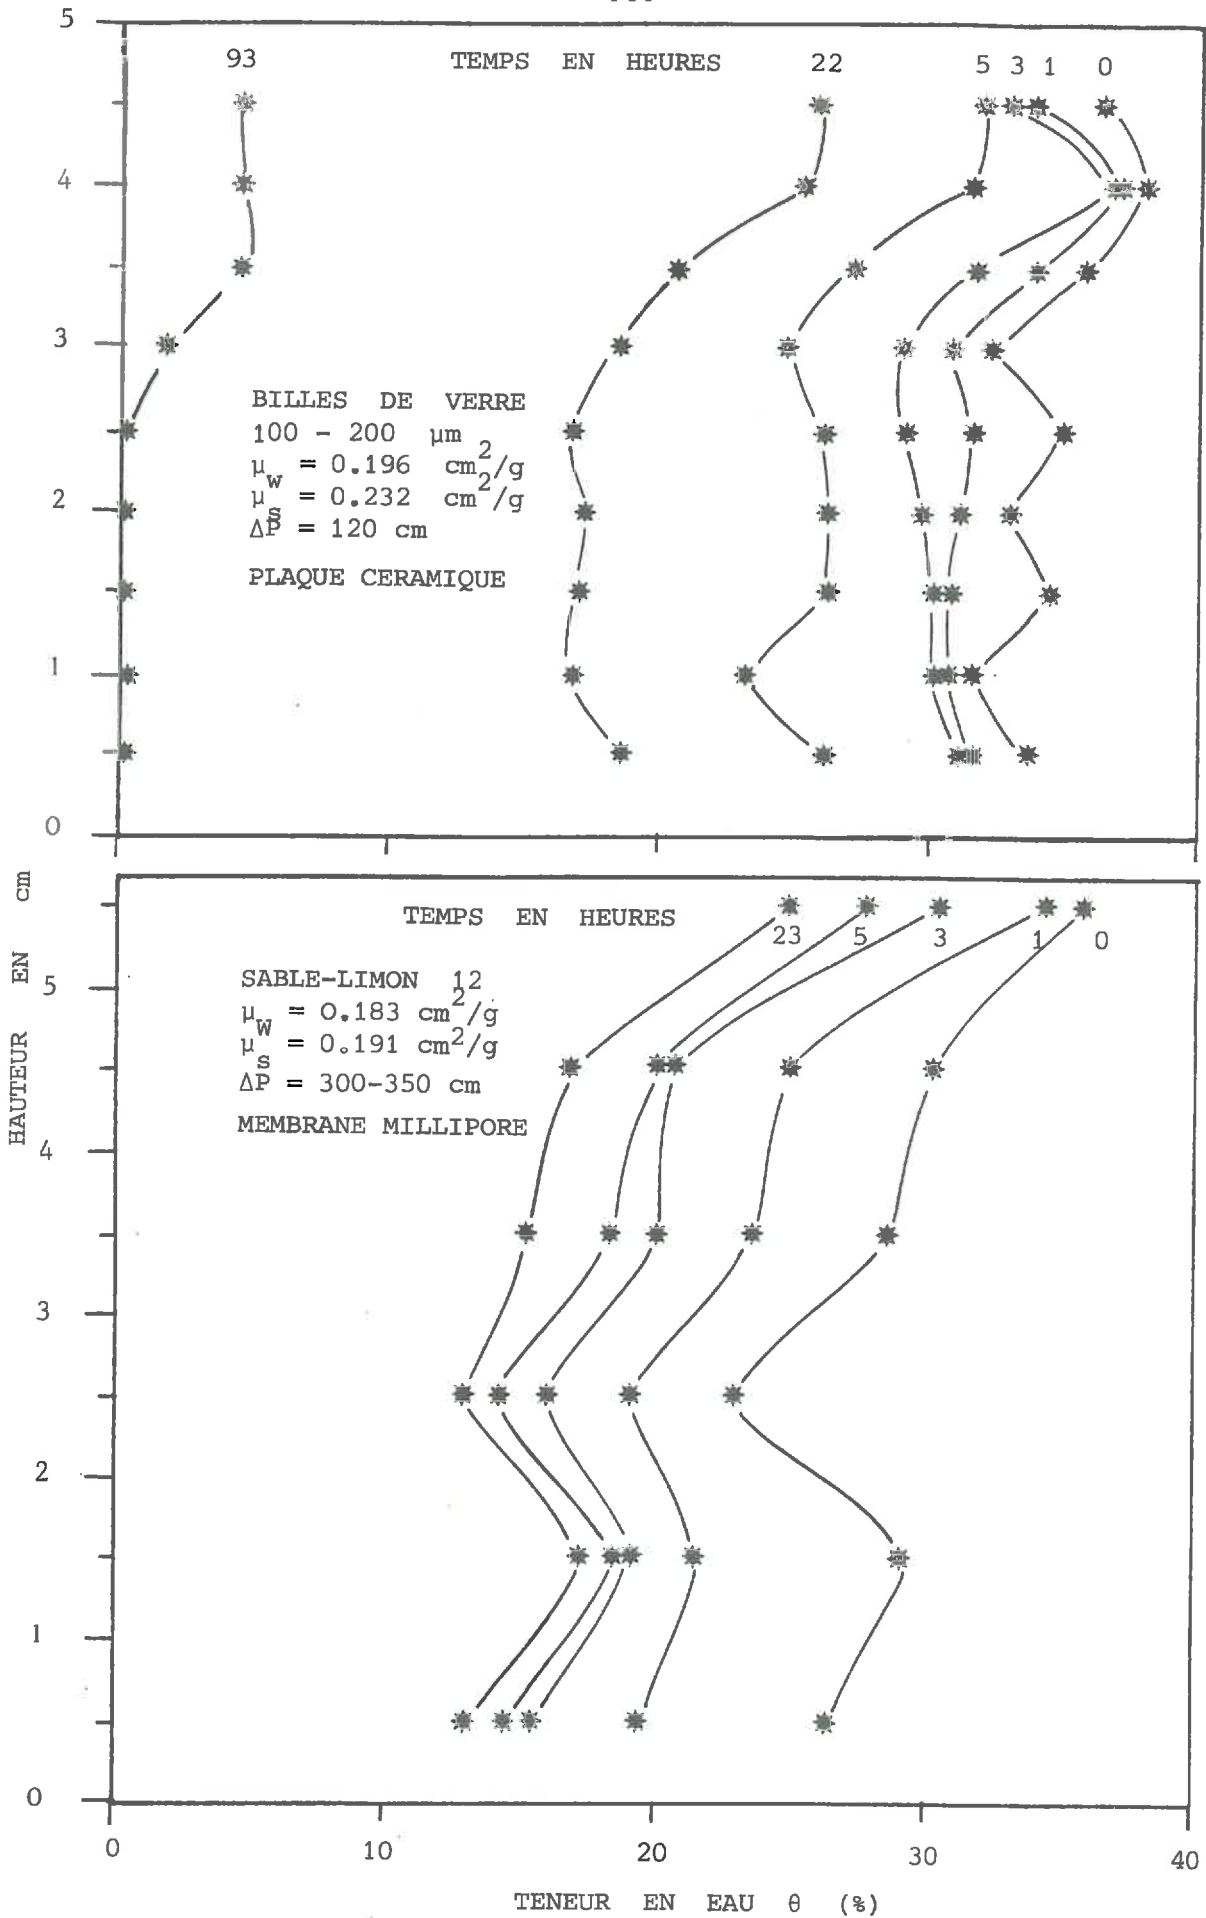 5
93 TEMPS EN HEURES 22 5 3 1 0
4
3
BILLES DE VERRE
100 - 200 µm
µw = 0.196 cm²/g
µs = 0.232 cm²/g
2
ΔP = 120 cm
PLAQUE CERAMIQUE
1
0
HAUTEUR EN cm
TEMPS EN HEURES
23 5 3 1 0
SABLE-LIMON 12
5
µW = 0.183 cm²/g
µs = 0.191 cm²/g
ΔP = 300-350 cm
MEMBRANE MILLIPORE
4
3
2
1
0
0 10 20 30 40
TENEUR EN EAU θ (%)